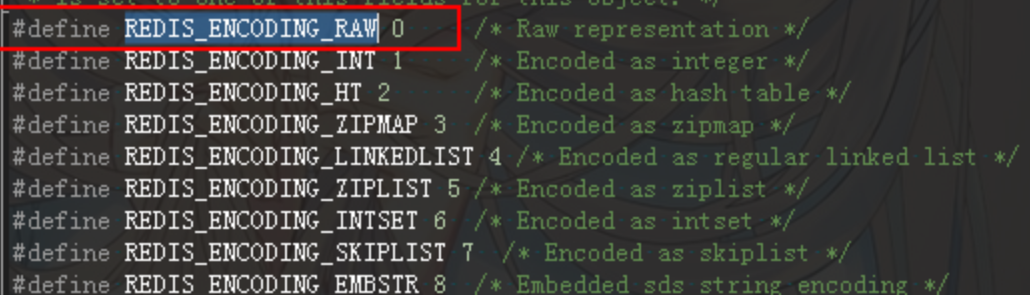 * is set to one of this fields for this object. */
#define REDIS_ENCODING_RAW 0 /* Raw representation */
#define REDIS_ENCODING_INT 1 /* Encoded as integer */
#define REDIS_ENCODING_HT 2 /* Encoded as hash table */
#define REDIS_ENCODING_ZIPMAP 3 /* Encoded as zipmap */
#define REDIS_ENCODING_LINKEDLIST 4 /* Encoded as regular linked list */
#define REDIS_ENCODING_ZIPLIST 5 /* Encoded as ziplist */
#define REDIS_ENCODING_INTSET 6 /* Encoded as intset */
#define REDIS_ENCODING_SKIPLIST 7 /* Encoded as skiplist */
#define REDIS_ENCODING_EMBSTR 8 /* Embedded sds string encoding */